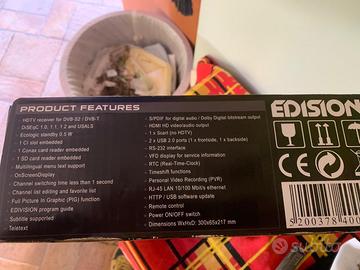 PRODUCT FEATURES
- HDTV receiver for DVB-S2 / DVB-T
DiSEqC 1.0, 1.1, 1.2 and USALS
- Ecologic standby 0.5 W
- 1 CI slot embedded
- 1 Conax card reader embedded
- 1 SD card reader embedded
- Multilingual menu text support
- OnScreenDisplay
- Channel switching time less than 1 second
- Channel list editing and favorite list
- Full Picture In Graphic (PIG) function
- EDIVISION program guide
- Subtitle supported
- Teletext
- S/PDIF for digital audio / Dolby Digital bitstream output
- HDMI HD video/audio output
- 1 x Scart (no HDTV)
- 2 x USB 2.0 ports (1 x frontside, 1 x backside)
- RS-232 interface
- VFD display for service information
- RTC (Real-Time-Clock)
- Timeshift functions
- Personal Video Recording (PVR)
- RJ-45 LAN 10/100 Mbit/s ethernet
- HTTP / USB software update
- Remote control
- Power ON/OFF switch
- Dimensions WxHxD: 300x65x217 mm
EDISION
CE
5200378400
subito